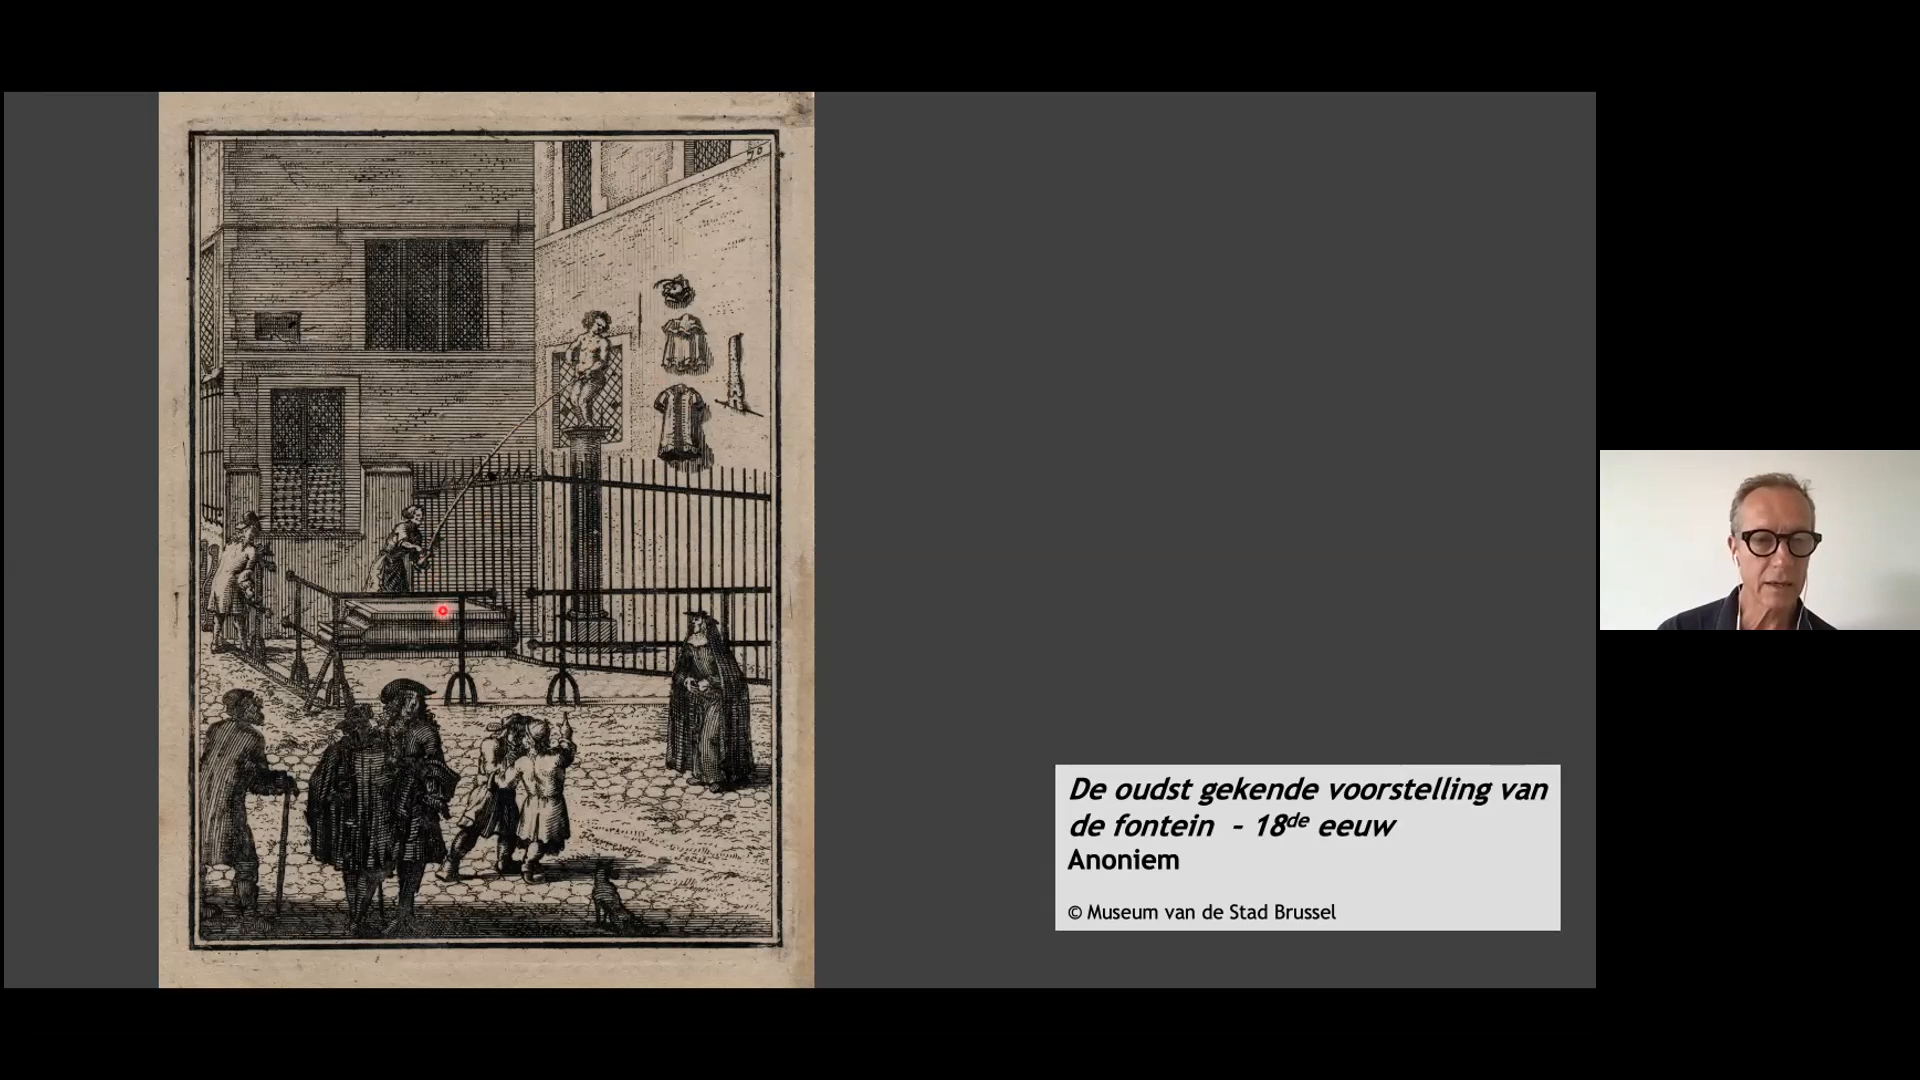 De oudst gekende voorstelling van
de fontein - 18de eeuw
Anoniem
© Museum van de Stad Brussel